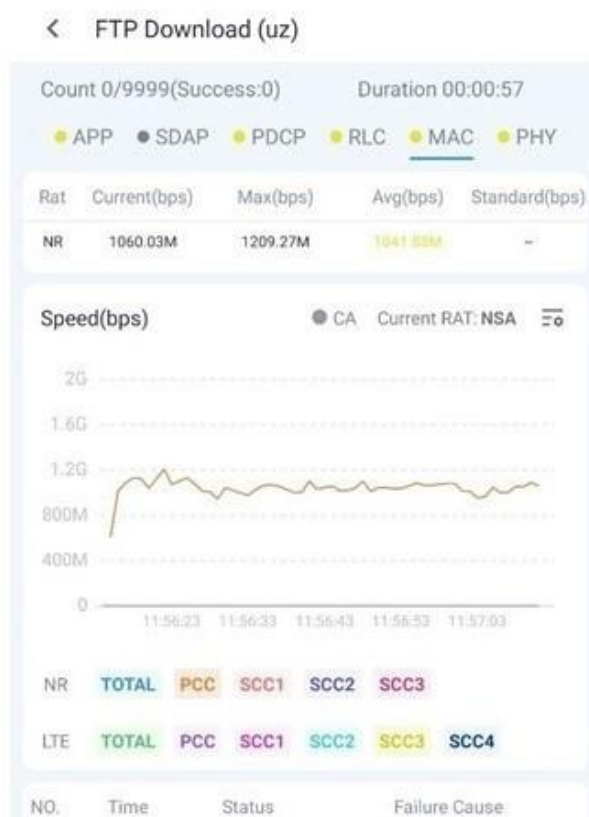 FTP Download (uz)
Count 0/9999(Success:0) Duration 00:00:57
APP SDAP PDCP RLC MAC PHY
Rat Current(bps) Max(bps) Avg(bps) Standard(bps)
NR 1060.03M 1209.27M 1041.88M --
Speed(bps) CA Current RAT: NSA
2G
1.6G
1.2G
800M
400M
0
11:56:23 11:56:33 11:56:43 11:56:53 11:57:03
NR TOTAL PCC SCC1 SCC2 SCC3
LTE TOTAL PCC SCC1 SCC2 SCC3 SCC4
NO. Time Status Failure Cause